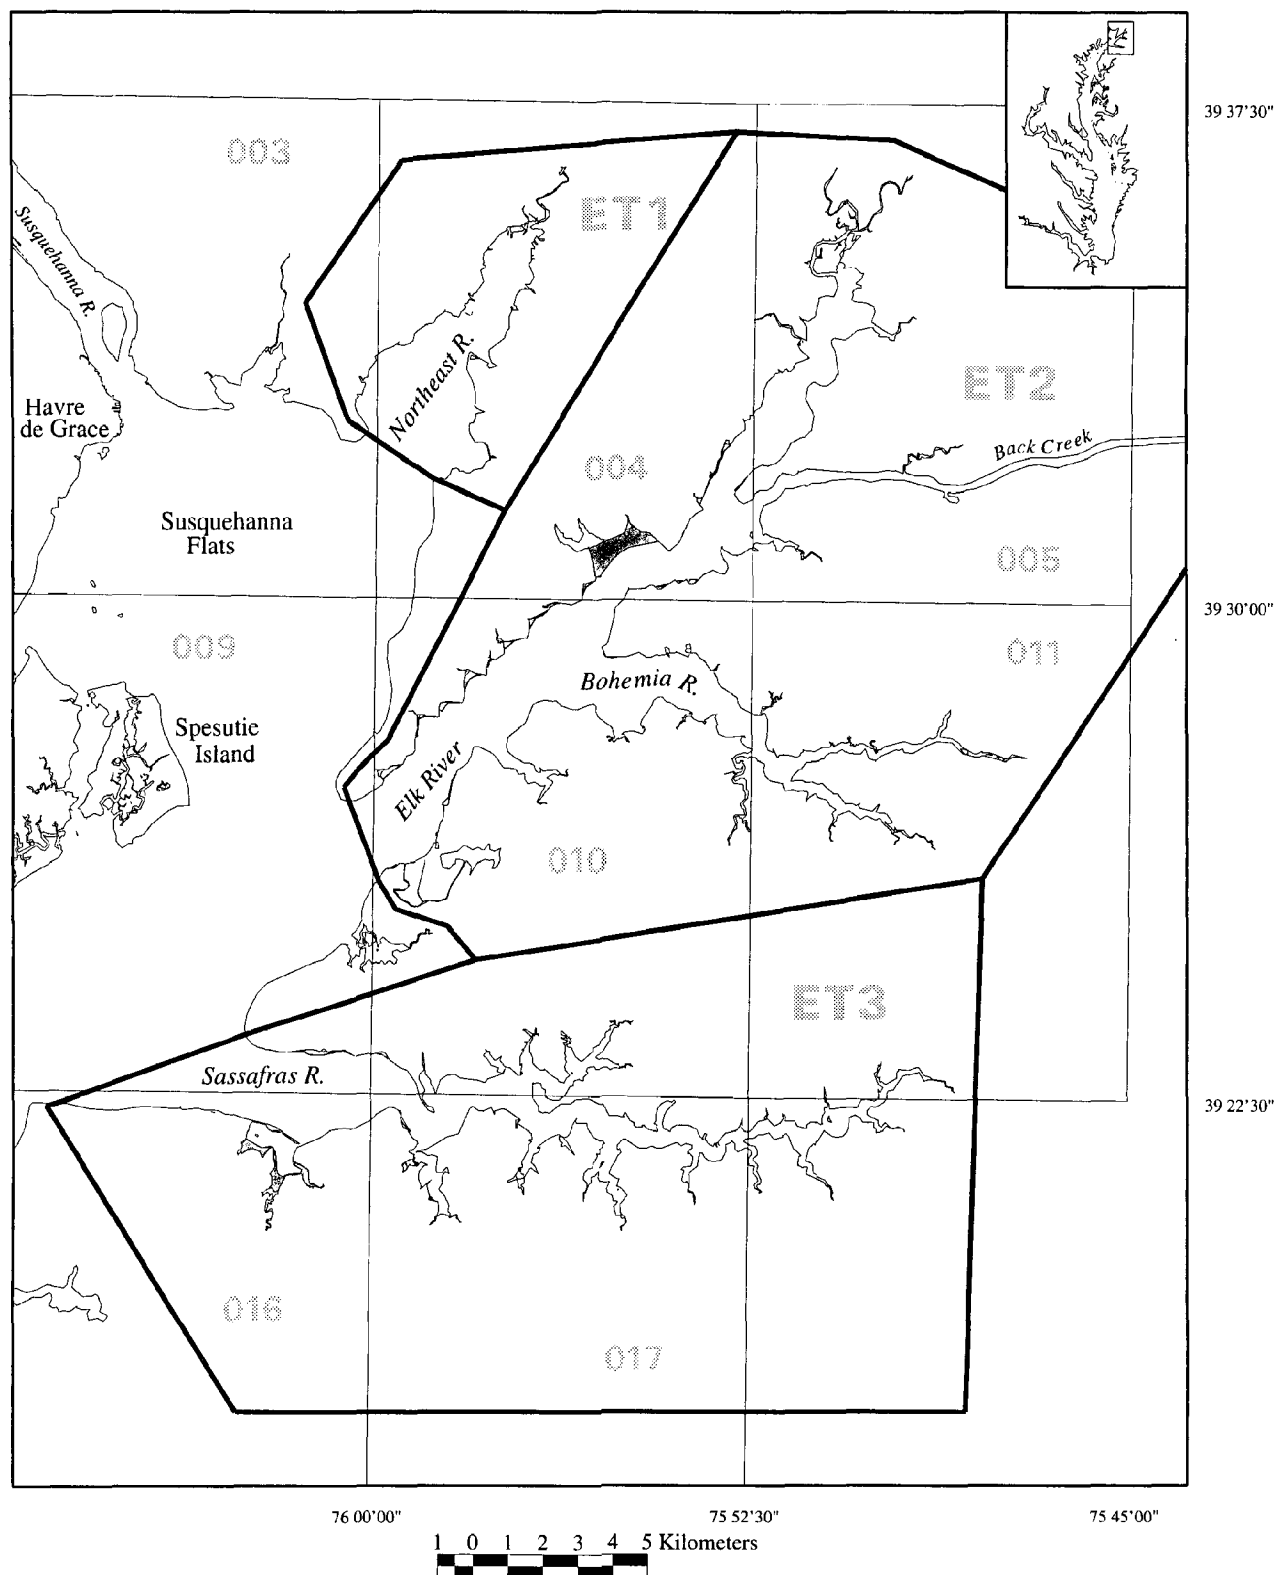 39 37'30"
003
ET1
Susquehanna R.
Northeast R.
ET2
Havre
de Grace
Back Creek
004
Susquehanna
Flats
005
39 30'00"
009
011
Bohemia R.
Spesutie
Island
Elk River
010
ET3
Sassafras R.
39 22'30"
016
017
76 00'00"
75 52'30"
75 45'00"
1 0 1 2 3 4 5 Kilometers